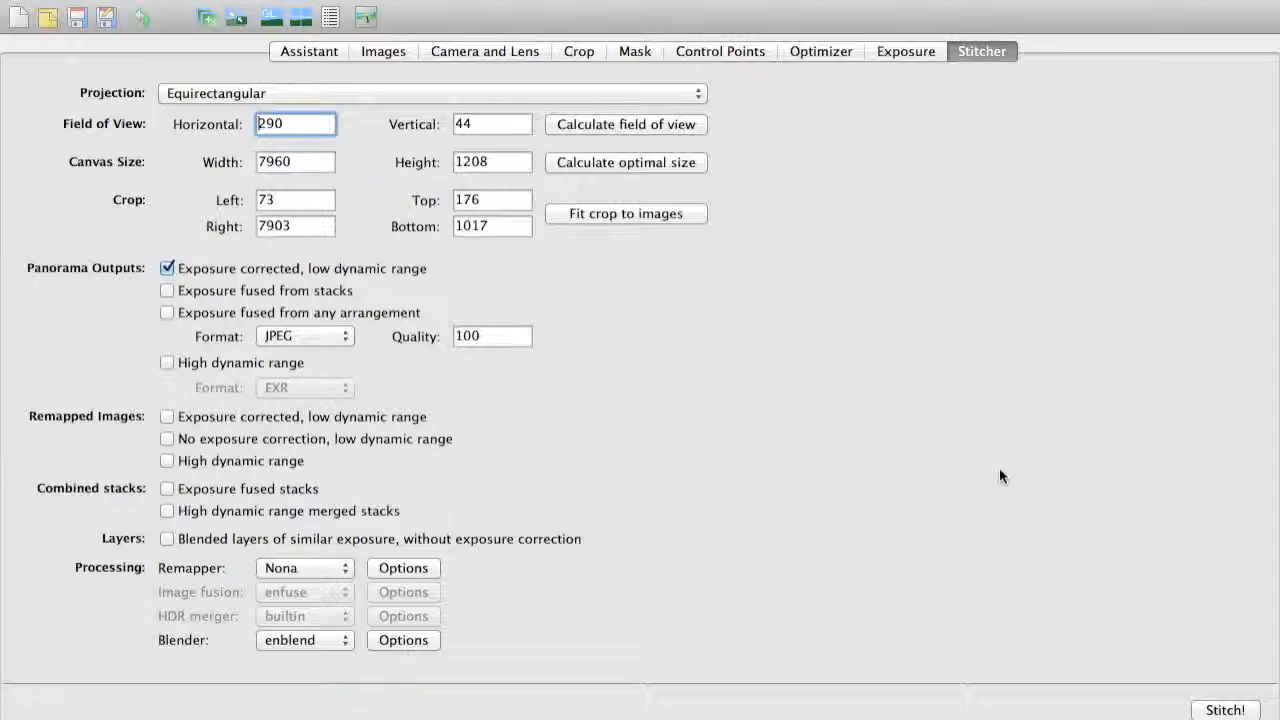 GL
Assistant Images Camera and Lens Crop Mask Control Points Optimizer Exposure Stitcher
Projection: Equirectangular
Field of View: Horizontal: 290 Vertical: 44 Calculate field of view
Canvas Size: Width: 7960 Height: 1208 Calculate optimal size
Crop: Left: 73 Top: 176 Fit crop to images
Right: 7903 Bottom: 1017
Panorama Outputs: Exposure corrected, low dynamic range
Exposure fused from stacks
Exposure fused from any arrangement
Format: JPEG Quality: 100
High dynamic range
Format: EXR
Remapped Images: Exposure corrected, low dynamic range
No exposure correction, low dynamic range
High dynamic range
Combined stacks: Exposure fused stacks
High dynamic range merged stacks
Layers: Blended layers of similar exposure, without exposure correction
Processing: Remapper: Nona Options
Image fusion: enfuse Options
HDR merger: builtin Options
Blender: enblend Options
Stitch!